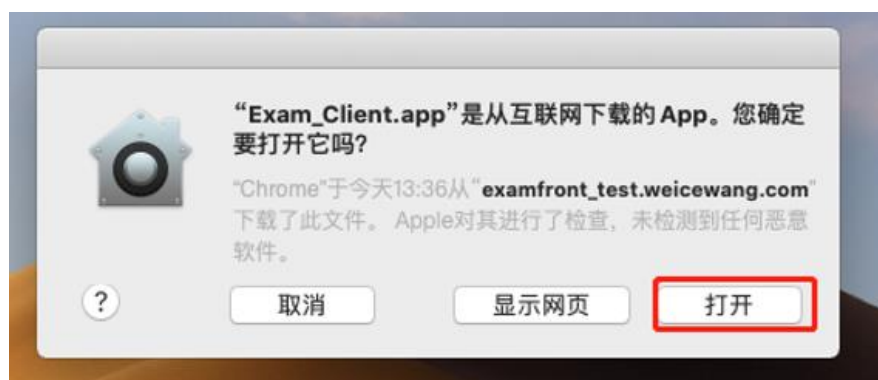 “Exam_Client.app”是从互联网下载的 App。您确定
要打开它吗?
“Chrome”于今天13:36从“examfront_test.weicewang.com”
下载了此文件。 Apple对其进行了检查，未检测到任何恶意
软件。
? 取消 显示网页 打开